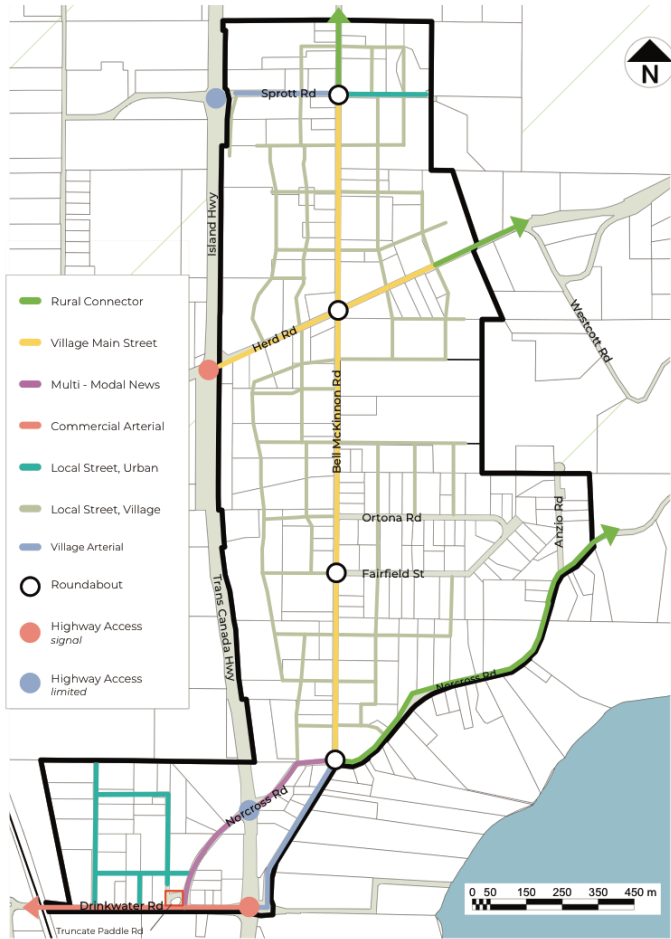 N
Sprott Rd
Island Hwy
Westcott Rd
Herd Rd
Bell McKinnon Rd
Rural Connector
Village Main Street
Multi - Modal News
Commercial Arterial
Local Street, Urban
Local Street, Village
Village Arterial
Roundabout
Highway Access
signal
Highway Access
limited
Ortona Rd
Anzio Rd
Fairfield St
Trans Canada Hwy
Norcross Rd
Norcross Rd
Drinkwater Rd
Truncate Paddle Rd
0 50 150 250 350 450 m